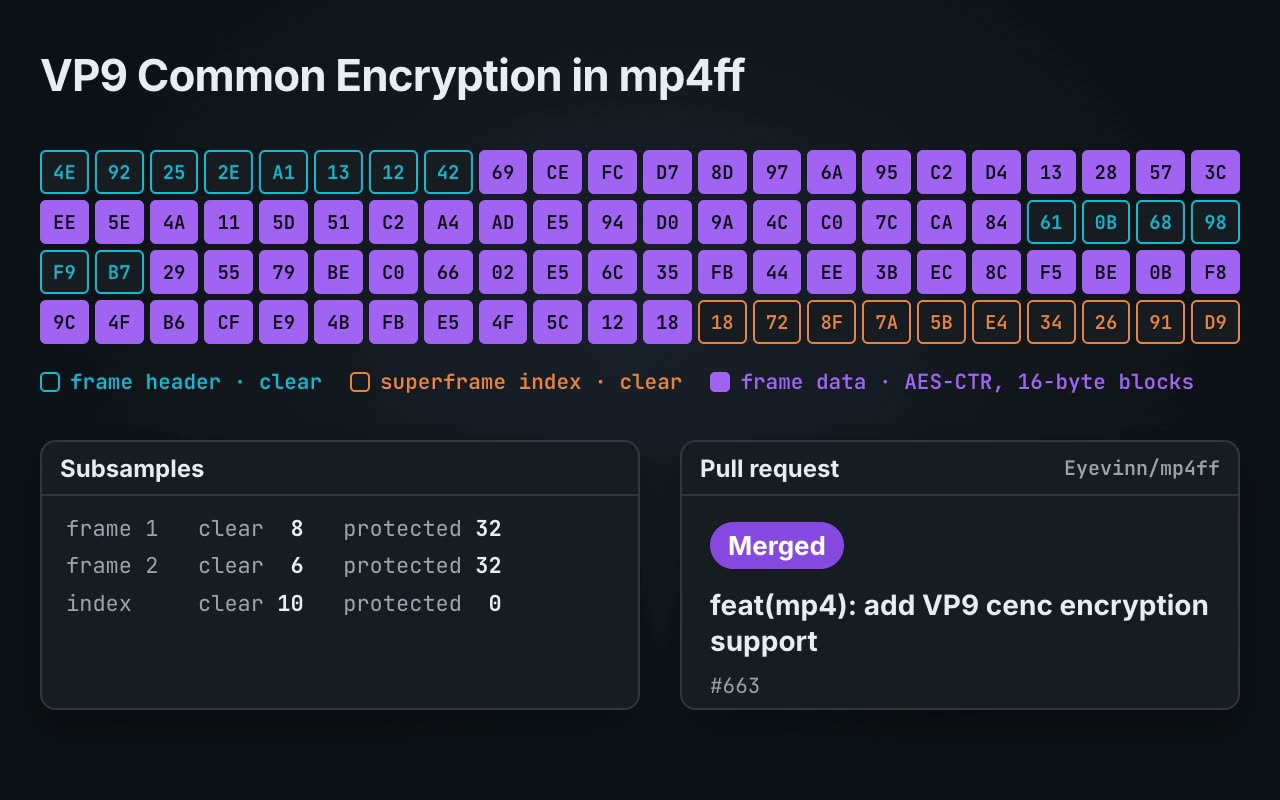 VP9 Common Encryption in mp4ff
4E 92 25 2E A1 13 12 42 69 CE FC D7 8D 97 6A 95 C2 D4 13 28 57 3C
EE 5E 4A 11 5D 51 C2 A4 AD E5 94 D0 9A 4C C0 7C CA 84 61 0B 68 98
F9 B7 29 55 79 BE C0 66 02 E5 6C 35 FB 44 EE 3B EC 8C F5 BE 0B F8
9C 4F B6 CF E9 4B FB E5 4F 5C 12 18 18 72 8F 7A 5B E4 34 26 91 D9
frame header · clear superframe index · clear frame data · AES-CTR, 16-byte blocks
Subsamples
frame 1 clear 8 protected 32
frame 2 clear 6 protected 32
index clear 10 protected 0
Pull request Eyevinn/mp4ff
Merged
feat(mp4): add VP9 cenc encryption
support
#663